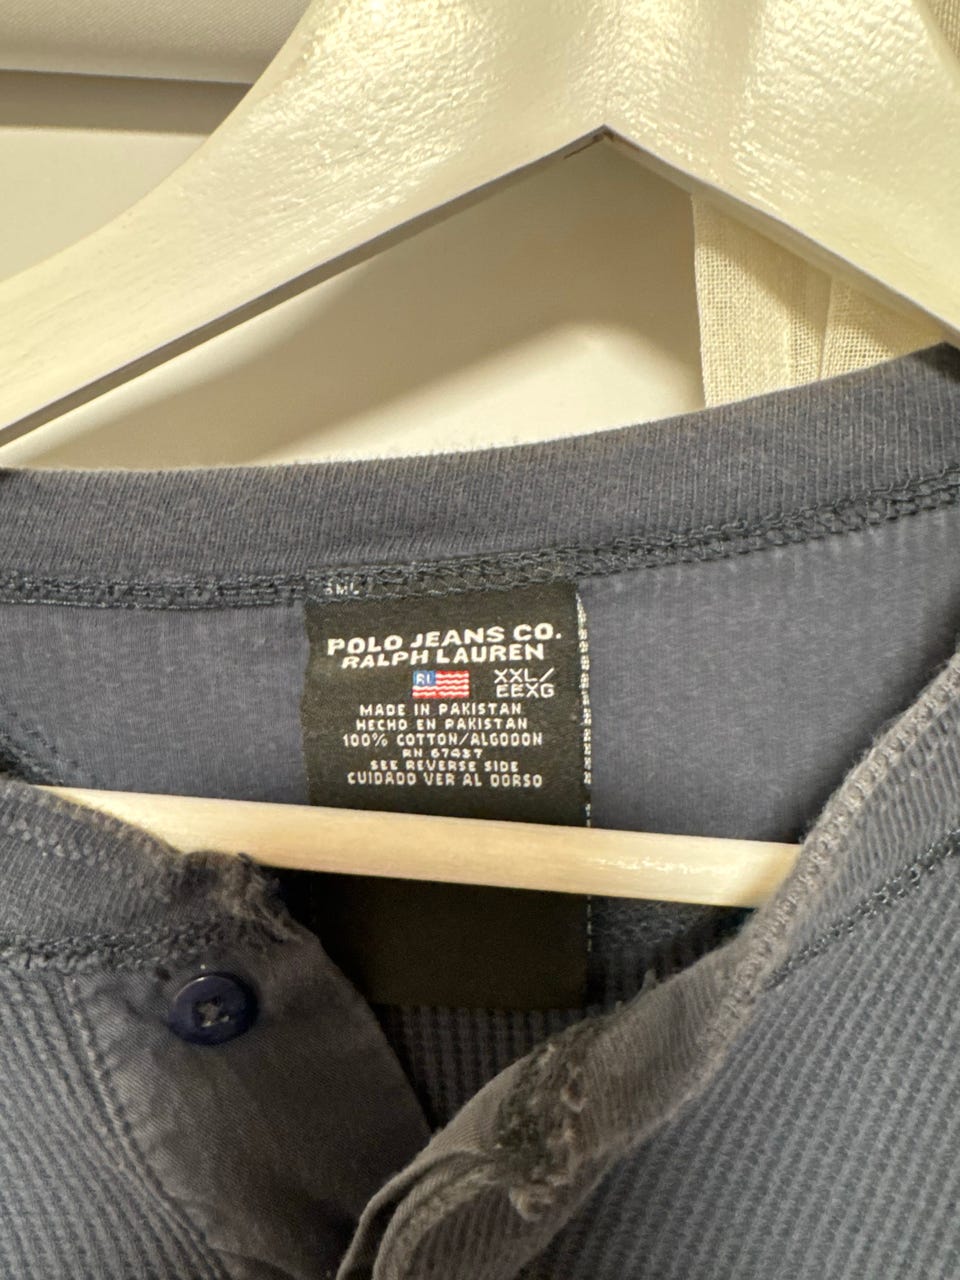 POLO JEANS CO.
RALPH LAUREN
RL XXL/
EEXG
MADE IN PAKISTAN
HECHO EN PAKISTAN
100% COTTON/ALGODON
RN 67437
SEE REVERSE SIDE
CUIDADO VER AL DORSO